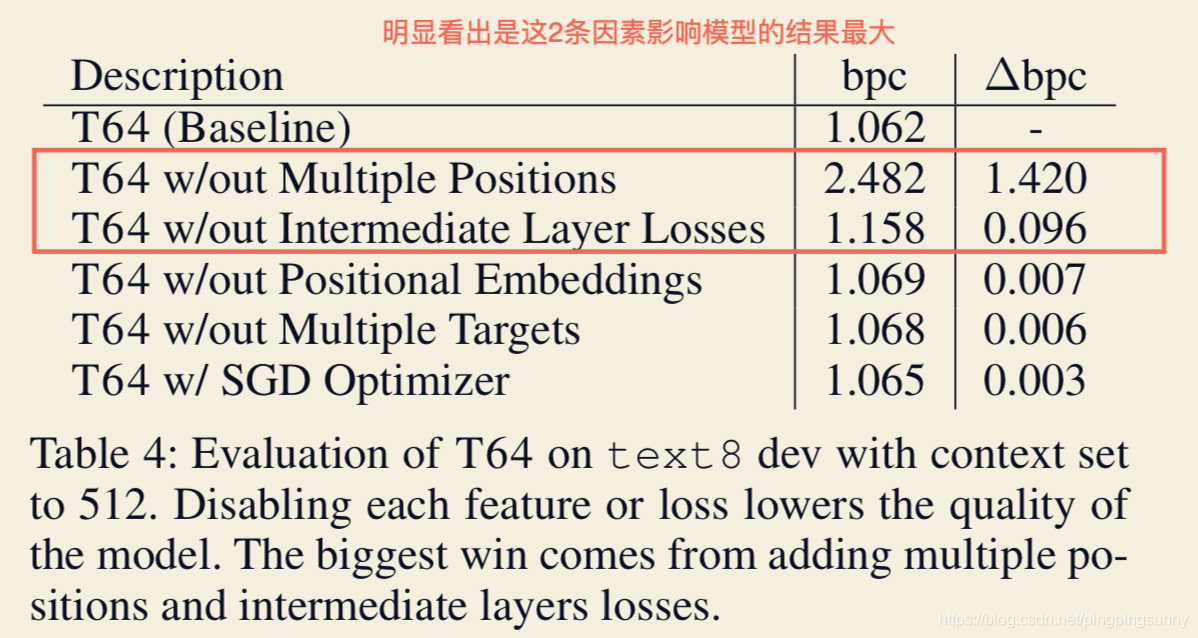 明显看出是这2条因素影响模型的结果最大
Description bpc Δbpc
T64 (Baseline) 1.062 -
T64 w/out Multiple Positions 2.482 1.420
T64 w/out Intermediate Layer Losses 1.158 0.096
T64 w/out Positional Embeddings 1.069 0.007
T64 w/out Multiple Targets 1.068 0.006
T64 w/ SGD Optimizer 1.065 0.003
Table 4: Evaluation of T64 on text8 dev with context set
to 512. Disabling each feature or loss lowers the quality of
the model. The biggest win comes from adding multiple po-
sitions and intermediate layers losses.
https://blog.csdn.net/pingpingsunny